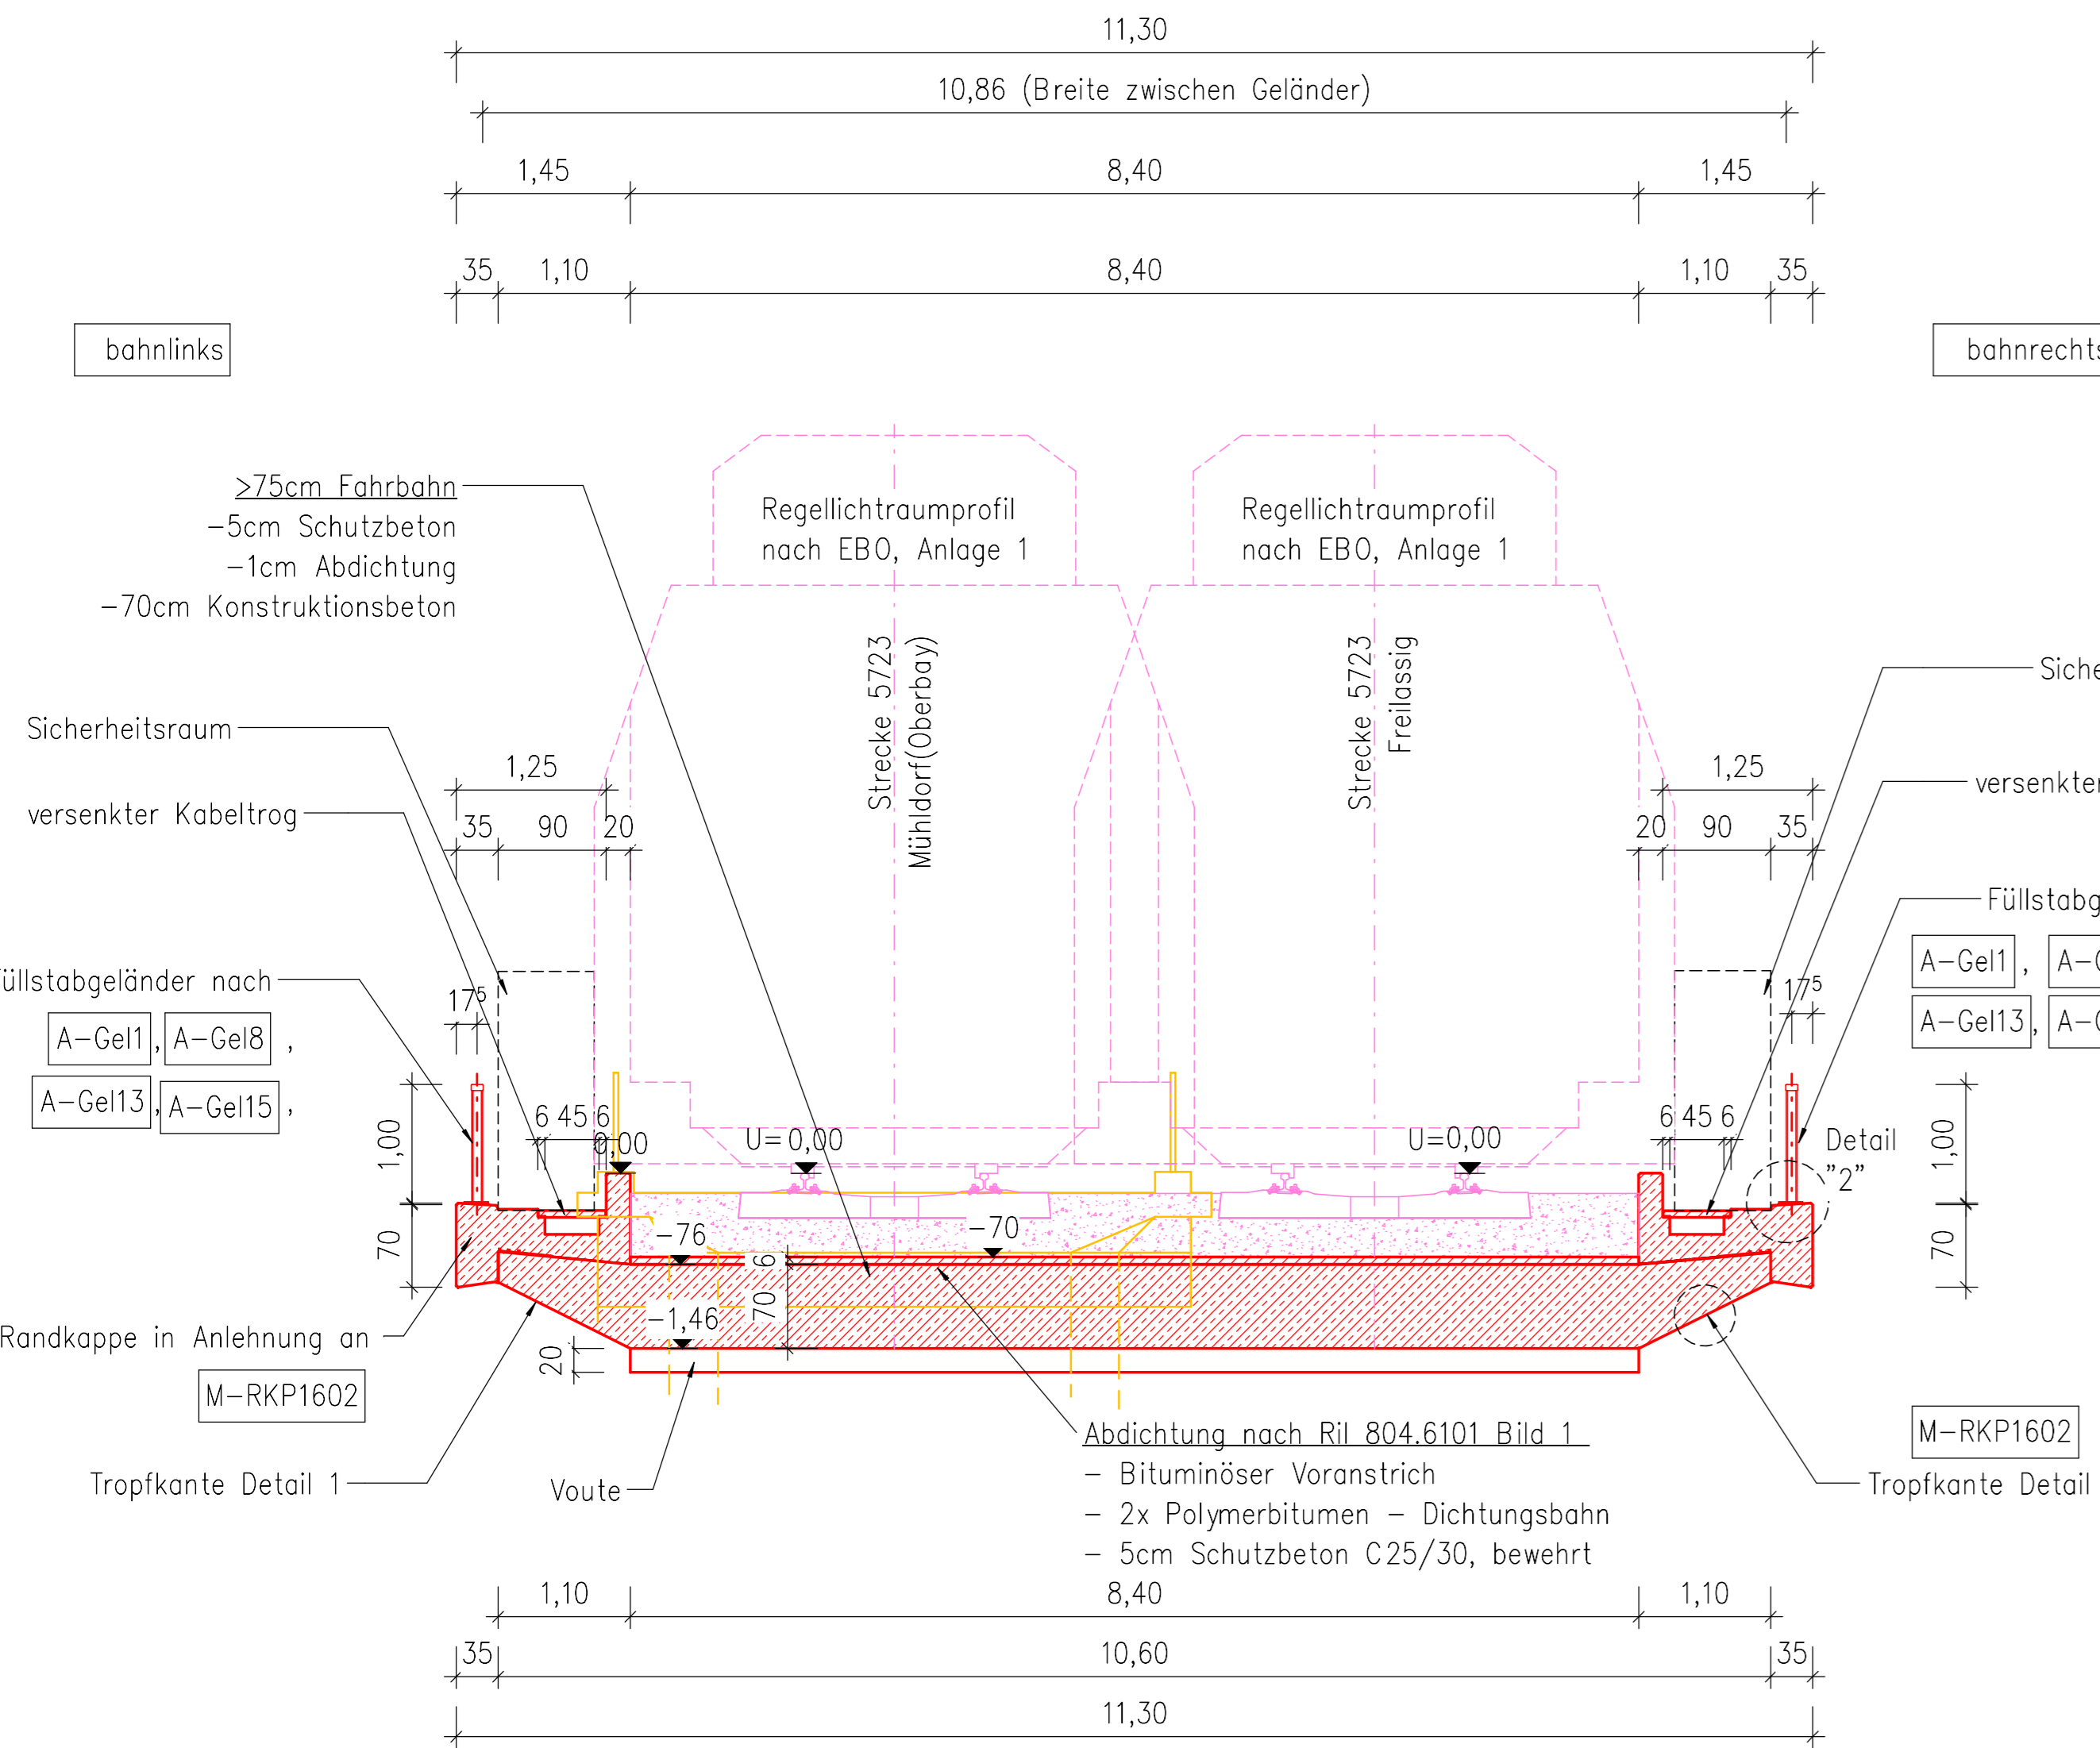 11,30
10,86 (Breite zwischen Geländer)
1,45 8,40 1,45
35 1,10 8,40 1,10 35
bahnlinks
bahnrechts
>75cm Fahrbahn
-5cm Schutzbeton
-1cm Abdichtung
-70cm Konstruktionsbeton
Regellichtraumprofil
nach EBO, Anlage 1
Regellichtraumprofil
nach EBO, Anlage 1
Strecke 5723
Mühldorf(Oberbay)
Strecke 5723
Freilassig
Sicherheitsraum
Siche
1,25
1,25
versenkter Kabeltrog
versenkter
35 90 20
20 90 35
üllstabgeländer nach
Füllstabg
17⁵
17⁵
A-Gel1, A-Gel8 ,
A-Gel13, A-Gel15 ,
A-Gel1 , A-G
A-Gel13, A-G
6 45 6
6 45 6
0,00
U= 0,00
U=0,00
Detail
"2"
1,00
70
1,00
70
-76
-70
6
70
-1,46
20
Randkappe in Anlehnung an
M-RKP1602
Tropfkante Detail 1
Voute
Abdichtung nach Ril 804.6101 Bild 1
- Bituminöser Voranstrich
- 2x Polymerbitumen - Dichtungsbahn
- 5cm Schutzbeton C25/30, bewehrt
M-RKP1602
Tropfkante Detail
1,10 8,40 1,10
35 10,60 35
11,30